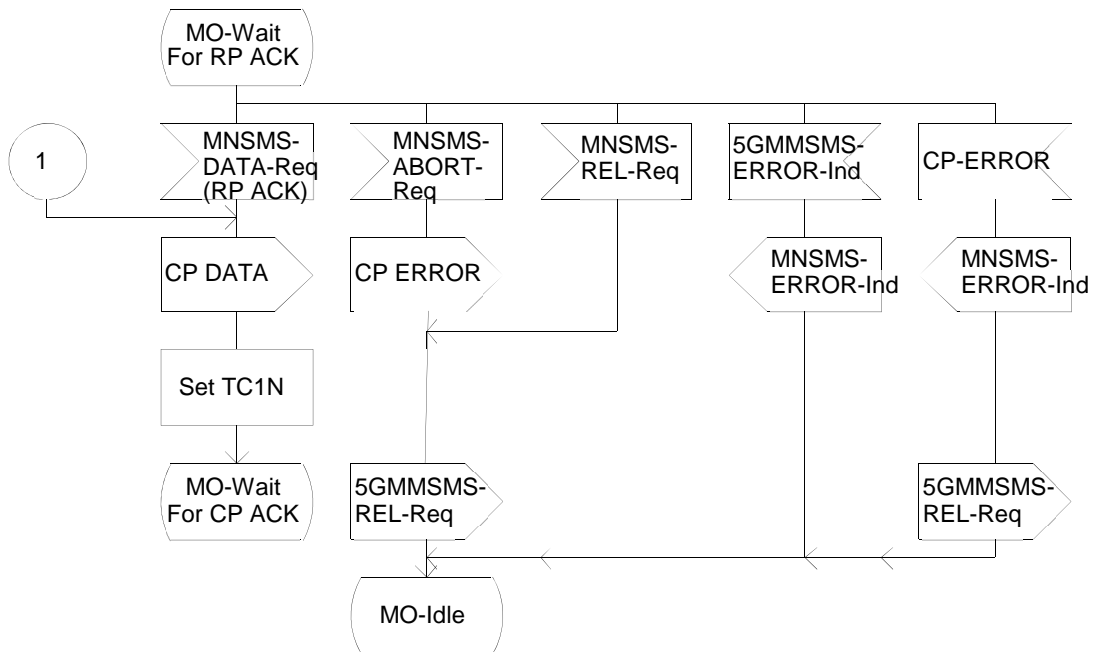 MO-Wait
For RP ACK
1
MNSMS-
DATA-Req
(RP ACK)
MNSMS-
ABORT-
Req
MNSMS-
REL-Req
5GMMSMS-
ERROR-Ind
CP-ERROR
CP DATA
CP ERROR
MNSMS-
ERROR-Ind
MNSMS-
ERROR-Ind
Set TC1N
MO-Wait
For CP ACK
5GMMSMS-
REL-Req
5GMMSMS-
REL-Req
MO-Idle